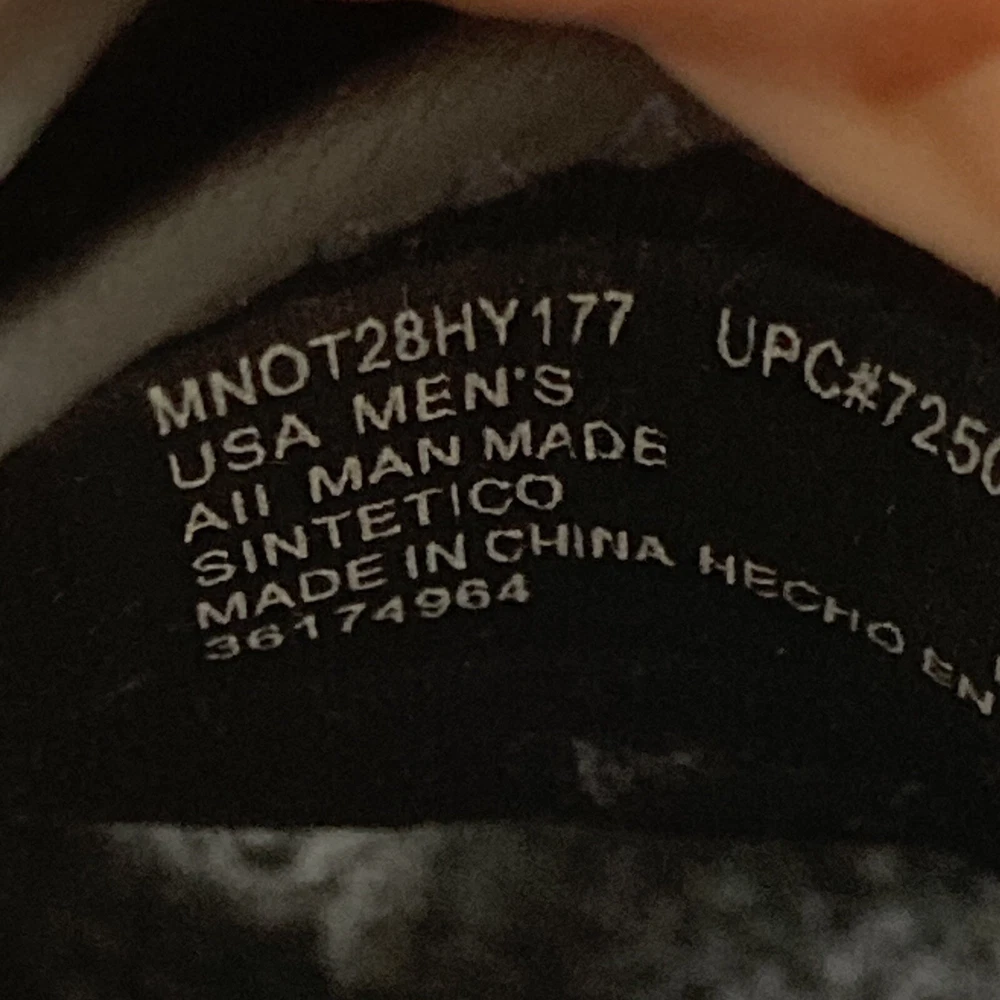 MNOT28HY177 UPC#7250
USA MEN'S
All MAN MADE
SINTETICO
MADE IN CHINA HECHO EN
36174964